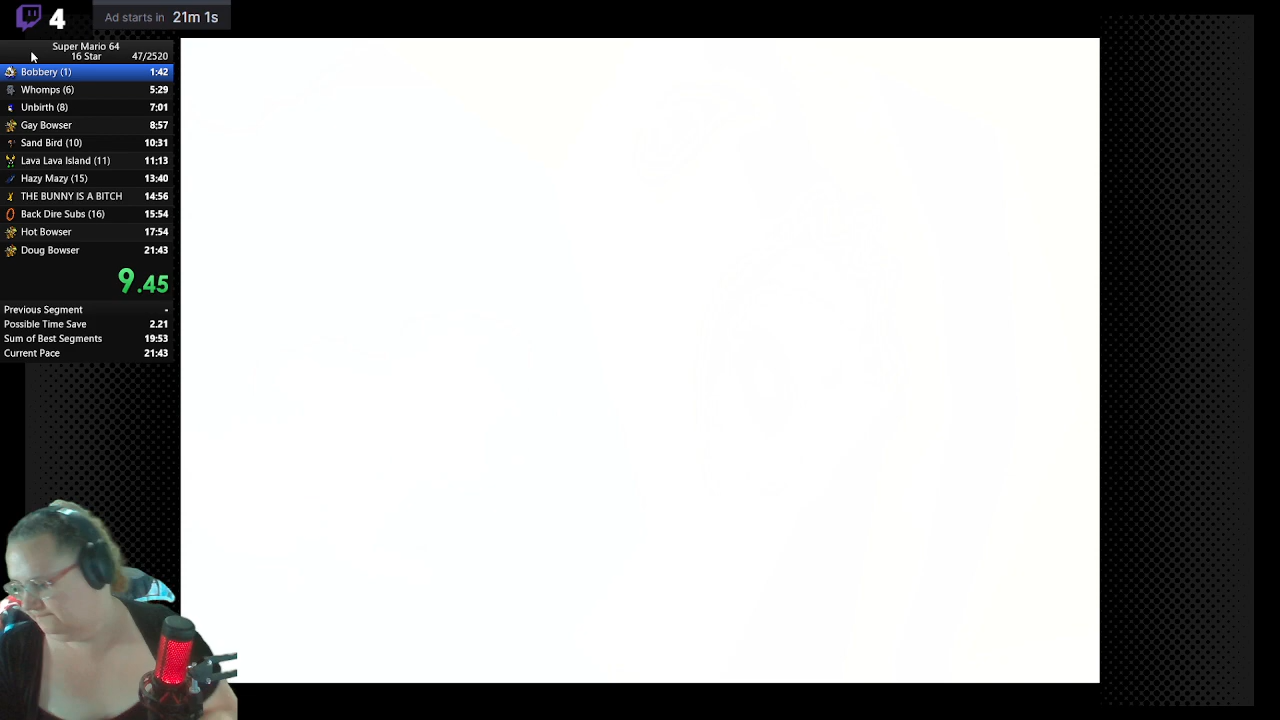 4
Ad starts in 21m 1s
Super Mario 64
16 Star 47/2520
Bobbery (1) 1:42
Whomps (6) 5:29
Unbirth (8) 7:01
Gay Bowser 8:57
Sand Bird (10) 10:31
Lava Lava Island (11) 11:13
Hazy Mazy (15) 13:40
THE BUNNY IS A BITCH 14:56
Back Dire Subs (16) 15:54
Hot Bowser 17:54
Doug Bowser 21:43
9.45
Previous Segment -
Possible Time Save 2.21
Sum of Best Segments 19:53
Current Pace 21:43